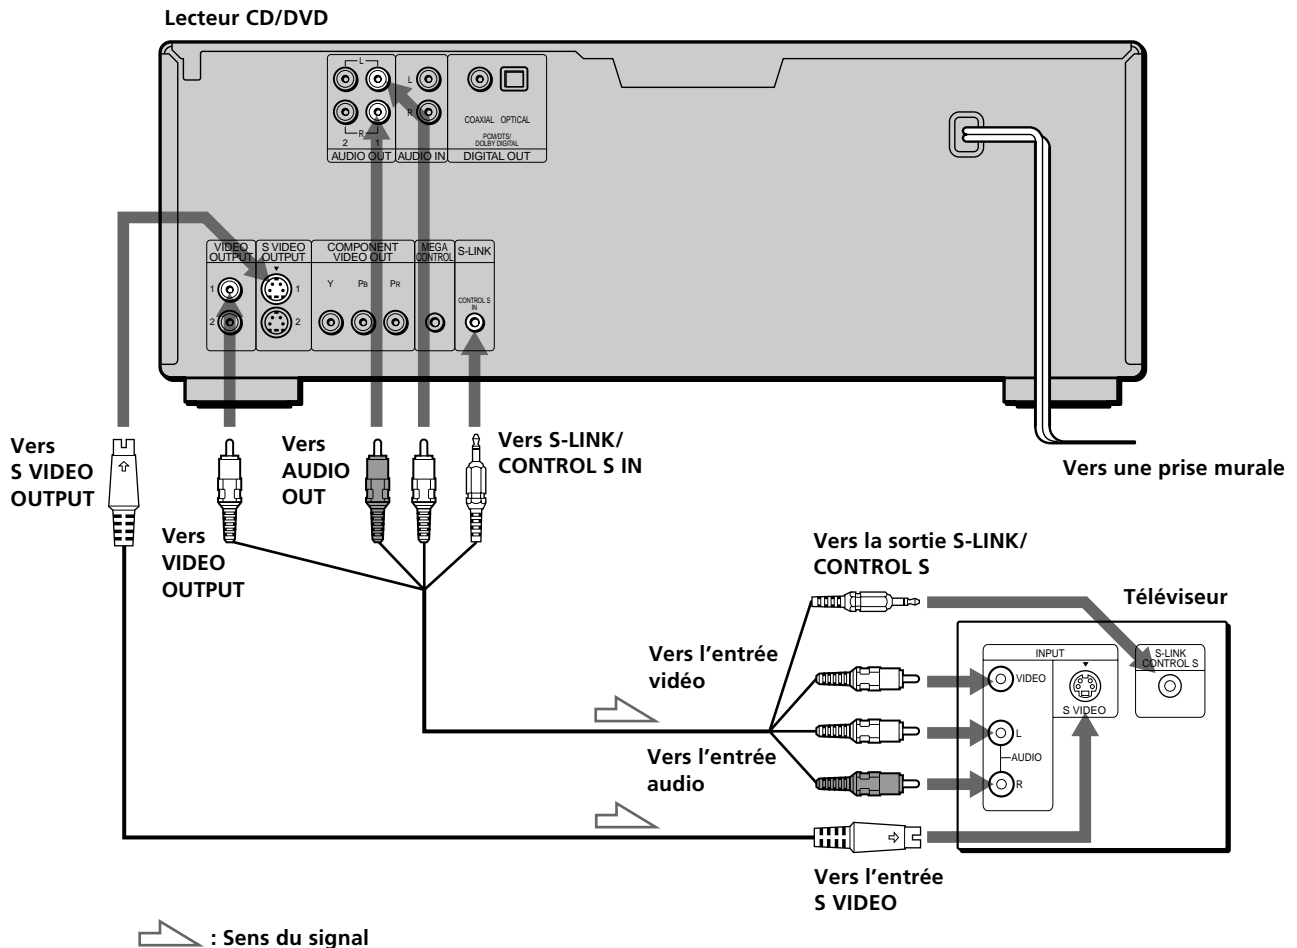 Lecteur CD/DVD
L
R
2 1
AUDIO OUT
L
R
AUDIO IN
COAXIAL OPTICAL
PCM/DTS/
DOLBY DIGITAL
DIGITAL OUT
VIDEO
OUTPUT
1
2
S VIDEO
OUTPUT
1
2
COMPONENT
VIDEO OUT
Y PB PR
MEGA
CONTROL
S-LINK
CONTROL S
IN
Vers
S VIDEO
OUTPUT
Vers
VIDEO
OUTPUT
Vers
AUDIO
OUT
Vers S-LINK/
CONTROL S IN
Vers une prise murale
Vers la sortie S-LINK/
CONTROL S
Téléviseur
Vers l'entrée
vidéo
Vers l'entrée
audio
INPUT
VIDEO
S VIDEO
L
AUDIO
R
S-LINK
CONTROL S
Vers l'entrée
S VIDEO
: Sens du signal